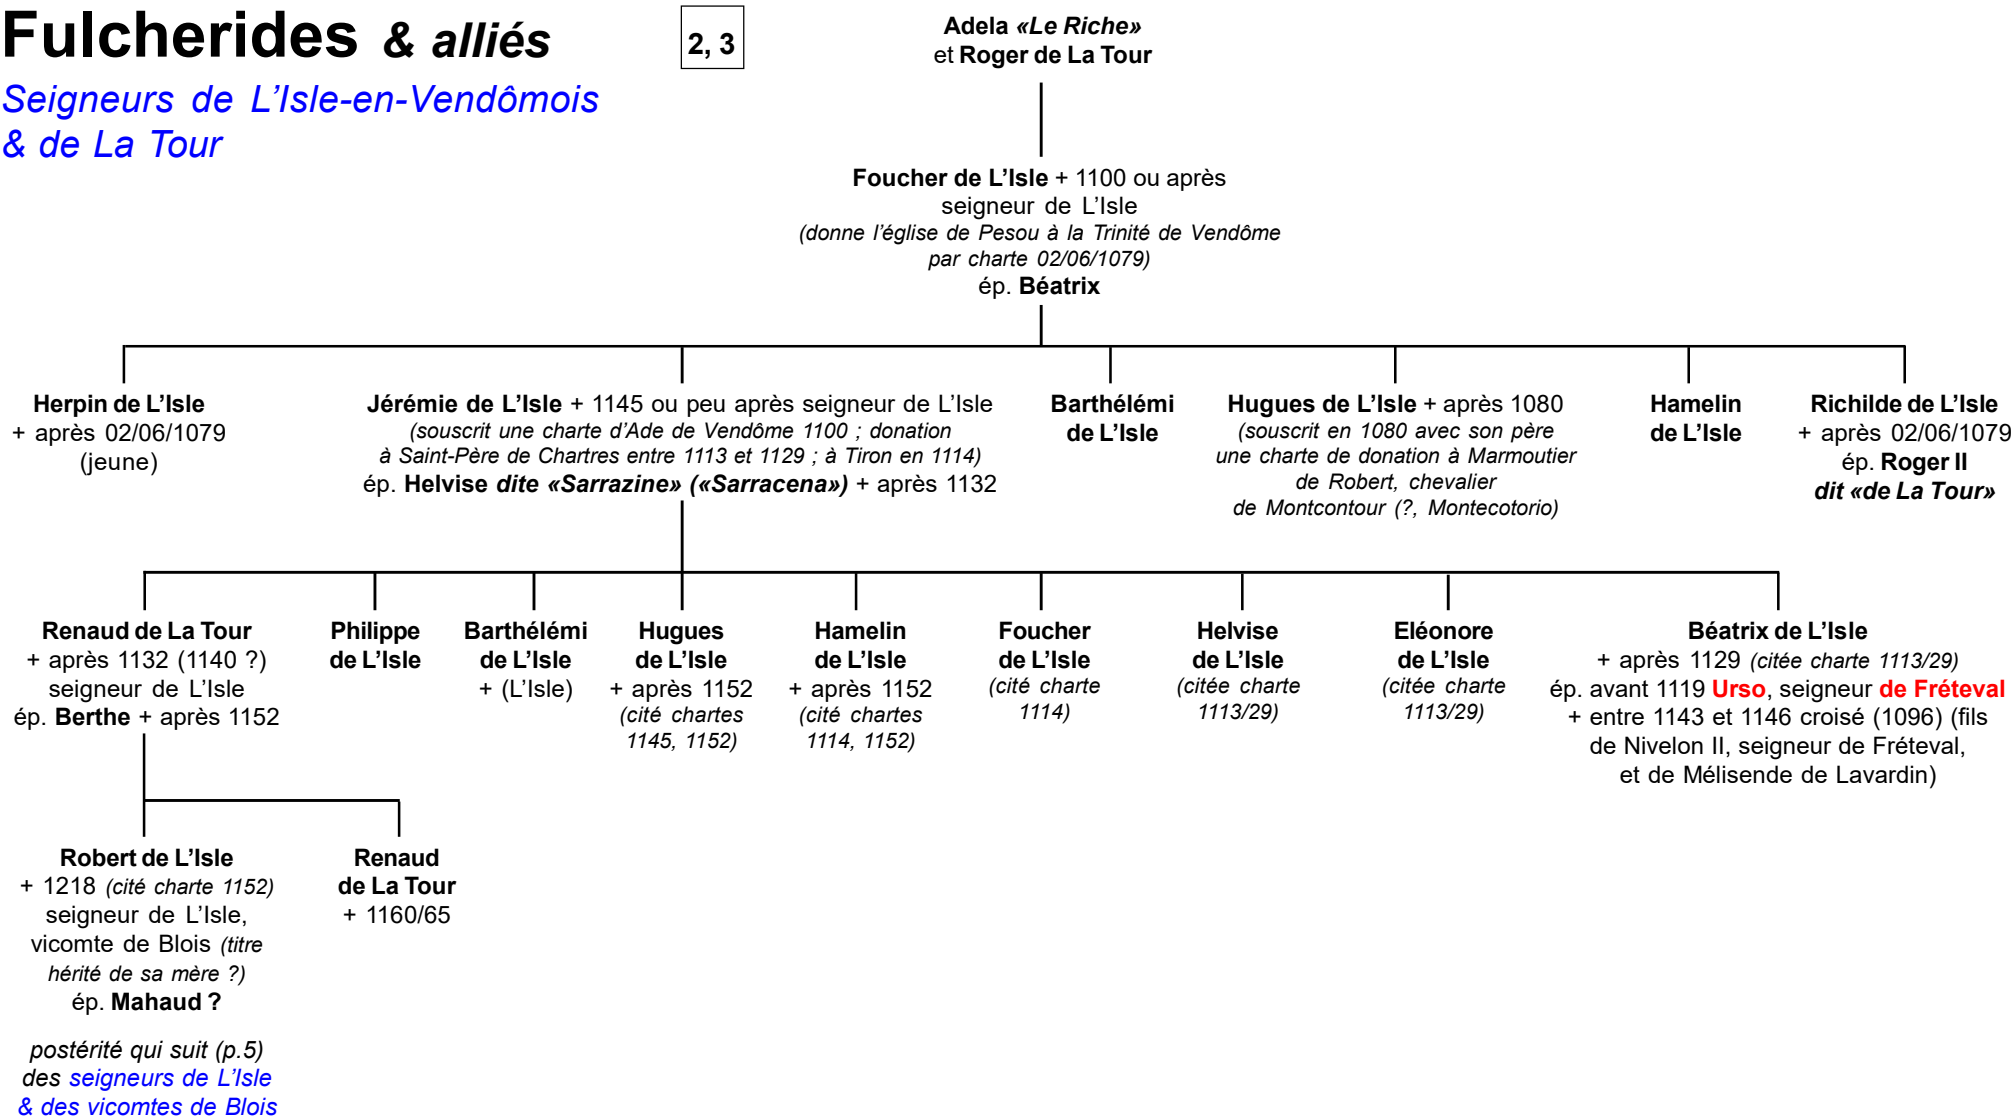 Fulcherides & alliés
Seigneurs de L’Isle-en-Vendômois
& de La Tour
2, 3
Adela «Le Riche»
et Roger de La Tour
Foucher de L’Isle + 1100 ou après
seigneur de L’Isle
(donne l’église de Pesou à la Trinité de Vendôme
par charte 02/06/1079)
ép. Béatrix
Herpin de L’Isle
+ après 02/06/1079
(jeune)
Jérémie de L’Isle + 1145 ou peu après seigneur de L’Isle
(souscrit une charte d’Ade de Vendôme 1100 ; donation
à Saint-Père de Chartres entre 1113 et 1129 ; à Tiron en 1114)
ép. Helvise dite «Sarrazine» («Sarracena») + après 1132
Barthélémi
de L’Isle
Hugues de L’Isle + après 1080
(souscrit en 1080 avec son père
une charte de donation à Marmoutier
de Robert, chevalier
de Montcontour (?, Montecotorio)
Hamelin
de L’Isle
Richilde de L’Isle
+ après 02/06/1079
ép. Roger II
dit «de La Tour»
Renaud de La Tour
+ après 1132 (1140 ?)
seigneur de L’Isle
ép. Berthe + après 1152
Philippe
de L’Isle
Barthélémi
de L’Isle
+ (L’Isle)
Hugues
de L’Isle
+ après 1152
(cité chartes
1145, 1152)
Hamelin
de L’Isle
+ après 1152
(cité chartes
1114, 1152)
Foucher
de L’Isle
(cité charte
1114)
Helvise
de L’Isle
(citée charte
1113/29)
Eléonore
de L’Isle
(citée charte
1113/29)
Béatrix de L’Isle
+ après 1129 (citée charte 1113/29)
ép. avant 1119 Urso, seigneur de Fréteval
+ entre 1143 et 1146 croisé (1096) (fils
de Nivelon II, seigneur de Fréteval,
et de Mélisende de Lavardin)
Robert de L’Isle
+ 1218 (cité charte 1152)
seigneur de L’Isle,
vicomte de Blois (titre
hérité de sa mère ?)
ép. Mahaud ?
Renaud
de La Tour
+ 1160/65
postérité qui suit (p.5)
des seigneurs de L’Isle
& des vicomtes de Blois